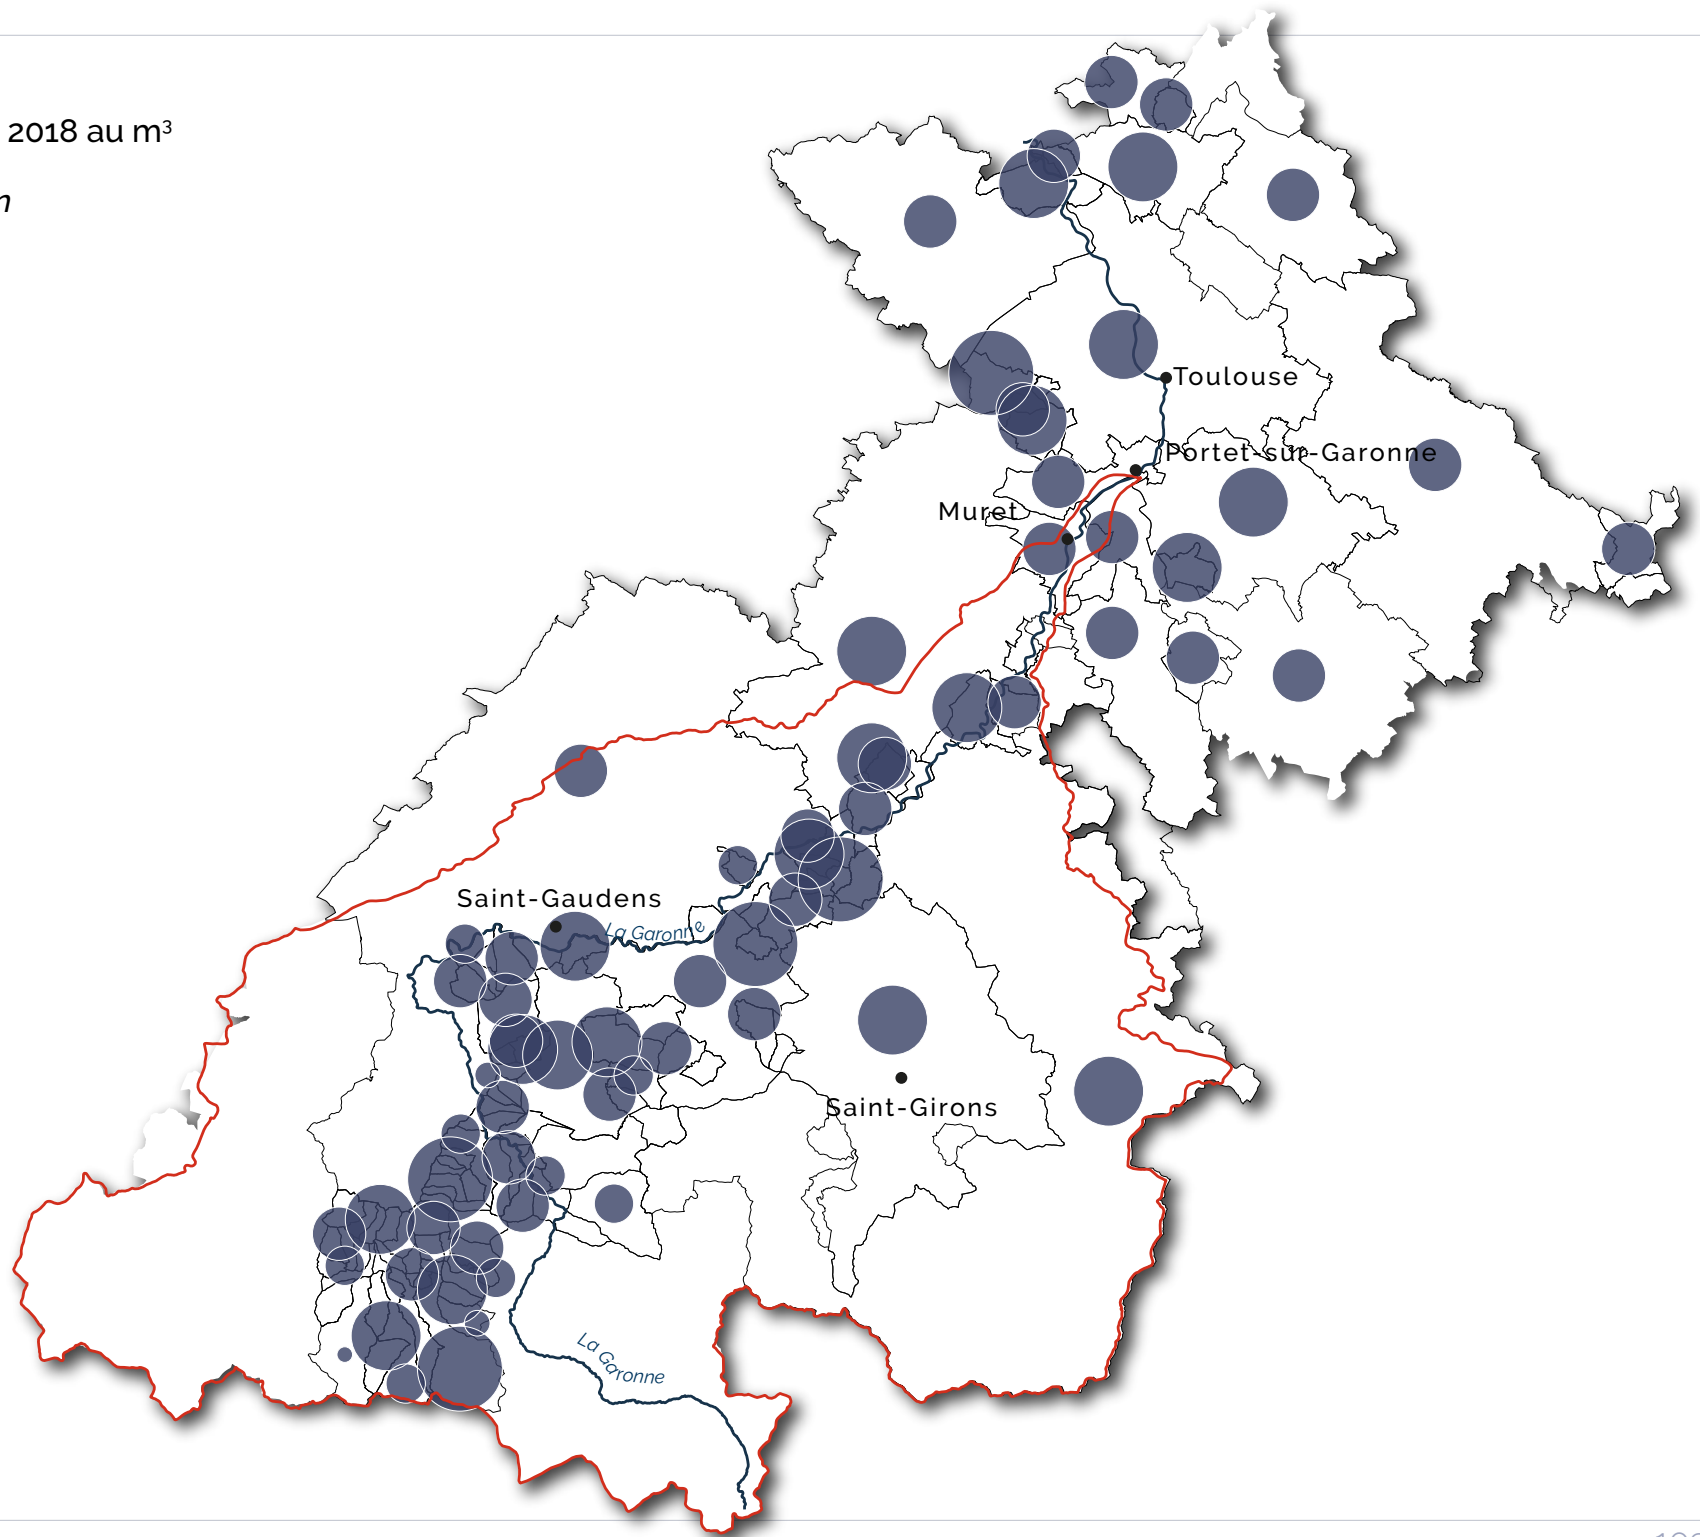 2018 au m³
Toulouse
Portet-sur-Garonne
Muret
Saint-Gaudens
La Garonne
Saint-Girons
La Garonne